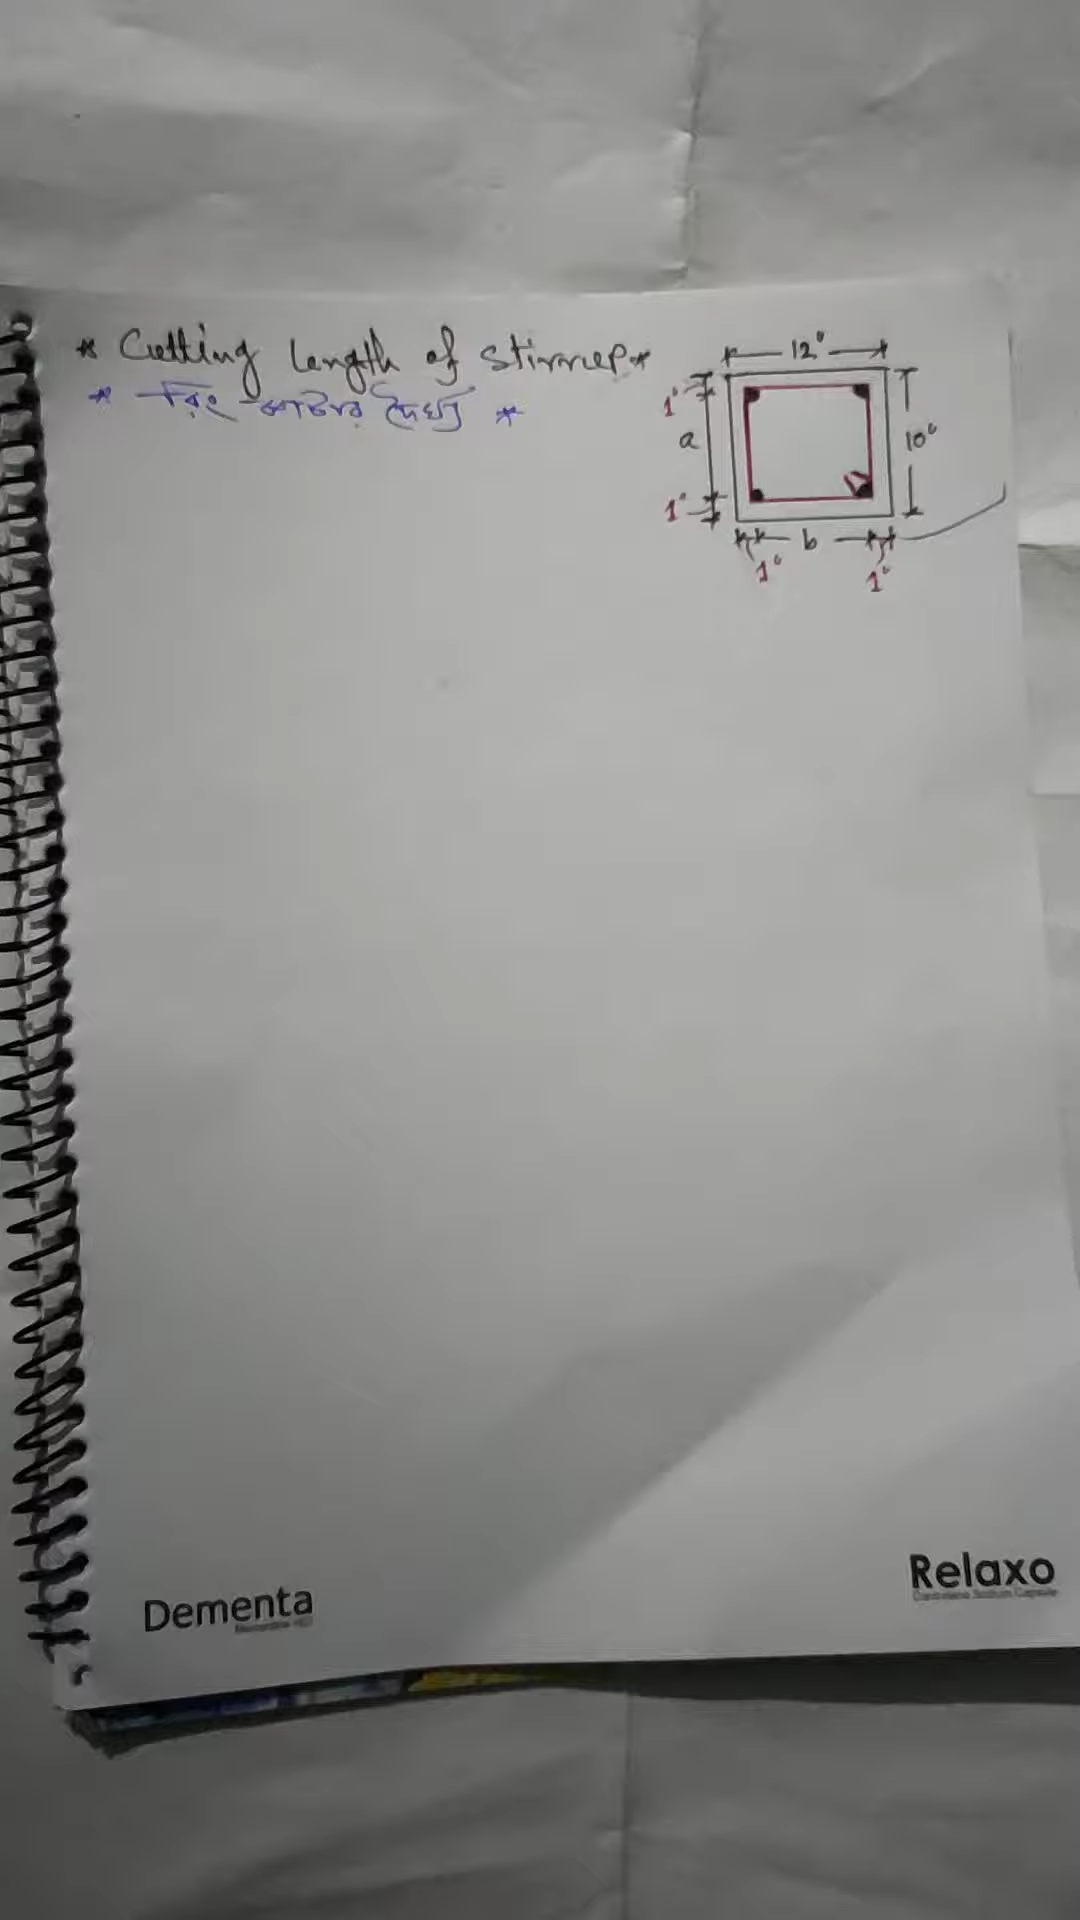 * Cutting length of stirrup *
* রিং কাটার দৈর্ঘ্য *
12"
1"
a
10"
1"
b
1"
1"
Dementa
Relaxo